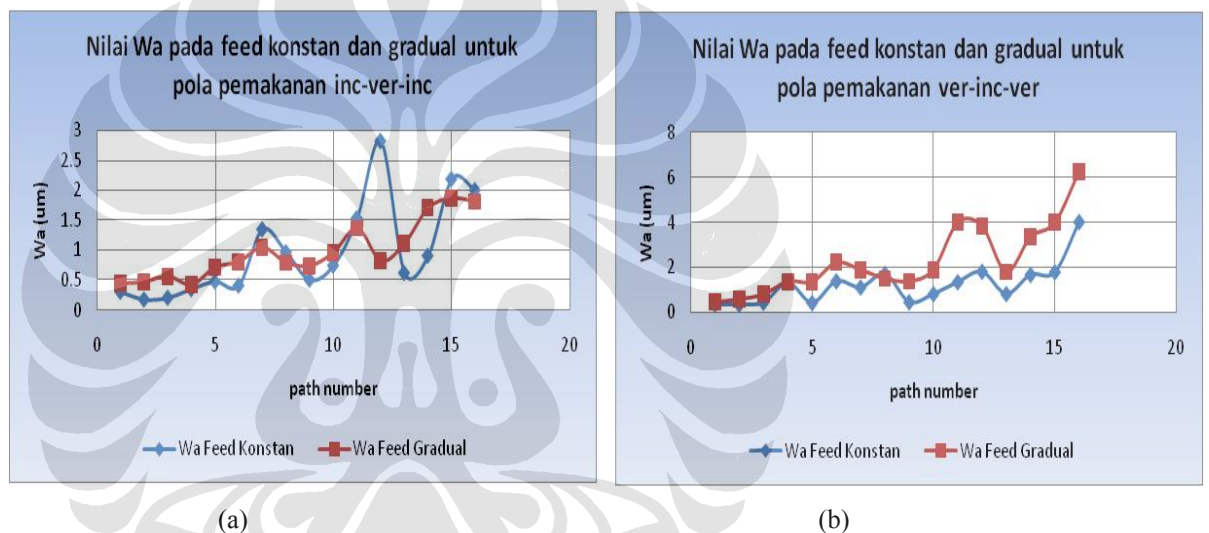 Nilai Wa pada feed konstan dan gradual untuk
pola pemakanan inc-ver-inc
3
2.5
2
1.5
1
0.5
0
Wa (um)
0 5 10 15 20
path number
Wa Feed Konstan Wa Feed Gradual
(a)
Nilai Wa pada feed konstan dan gradual untuk
pola pemakanan ver-inc-ver
8
6
4
2
0
Wa (um)
0 5 10 15 20
path number
Wa Feed Konstan Wa Feed Gradual
(b)